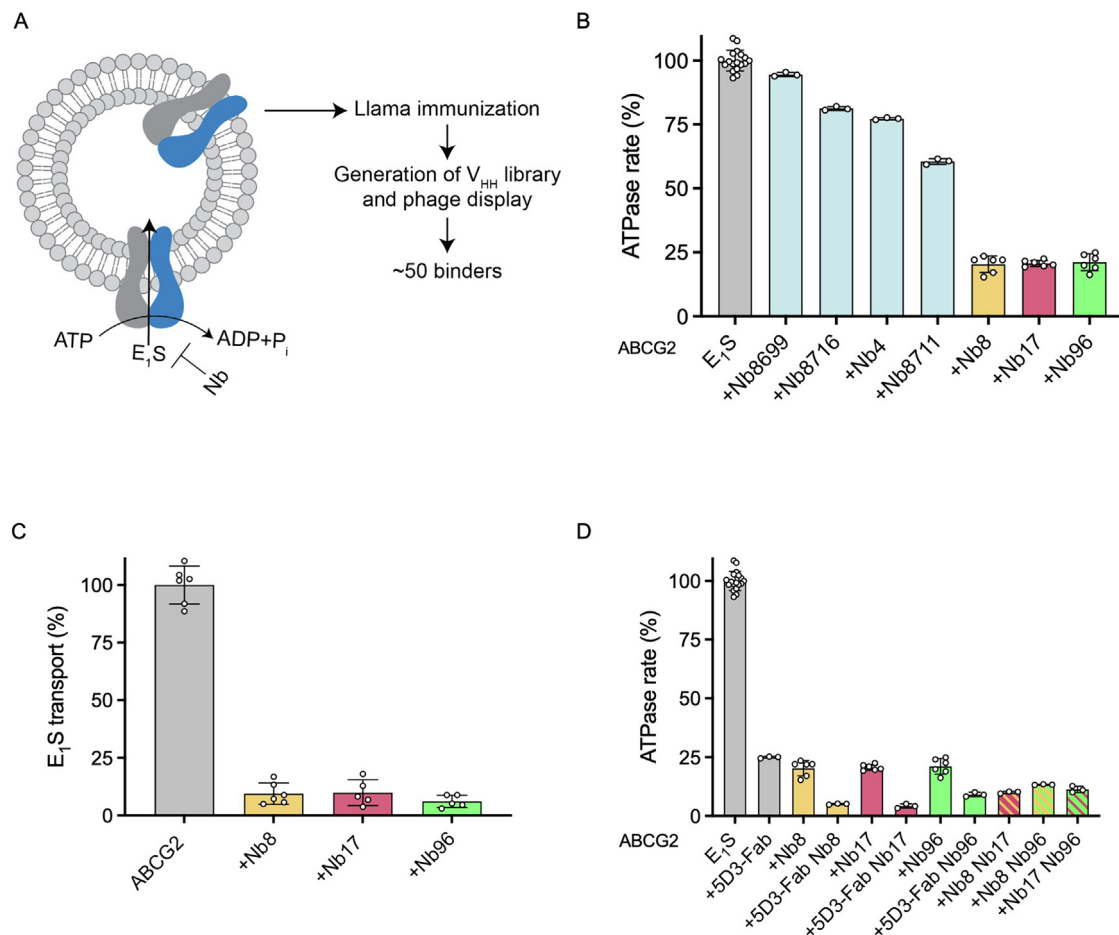 A
Llama immunization
Generation of VHH library
and phage display
~50 binders
ATP
E1S
ADP+Pi
Nb
B
ATPase rate (%)
100
75
50
25
0
ABCG2
E1S
+Nb8699
+Nb8716
+Nb4
+Nb8711
+Nb8
+Nb17
+Nb96
C
E1S transport (%)
100
75
50
25
0
ABCG2
+Nb8
+Nb17
+Nb96
D
ATPase rate (%)
100
75
50
25
0
ABCG2
E1S
+5D3-Fab
+Nb8
+5D3-Fab Nb8
+Nb17
+5D3-Fab Nb17
+Nb96
+5D3-Fab Nb96
+Nb8 Nb17
+Nb8 Nb96
+Nb17 Nb96